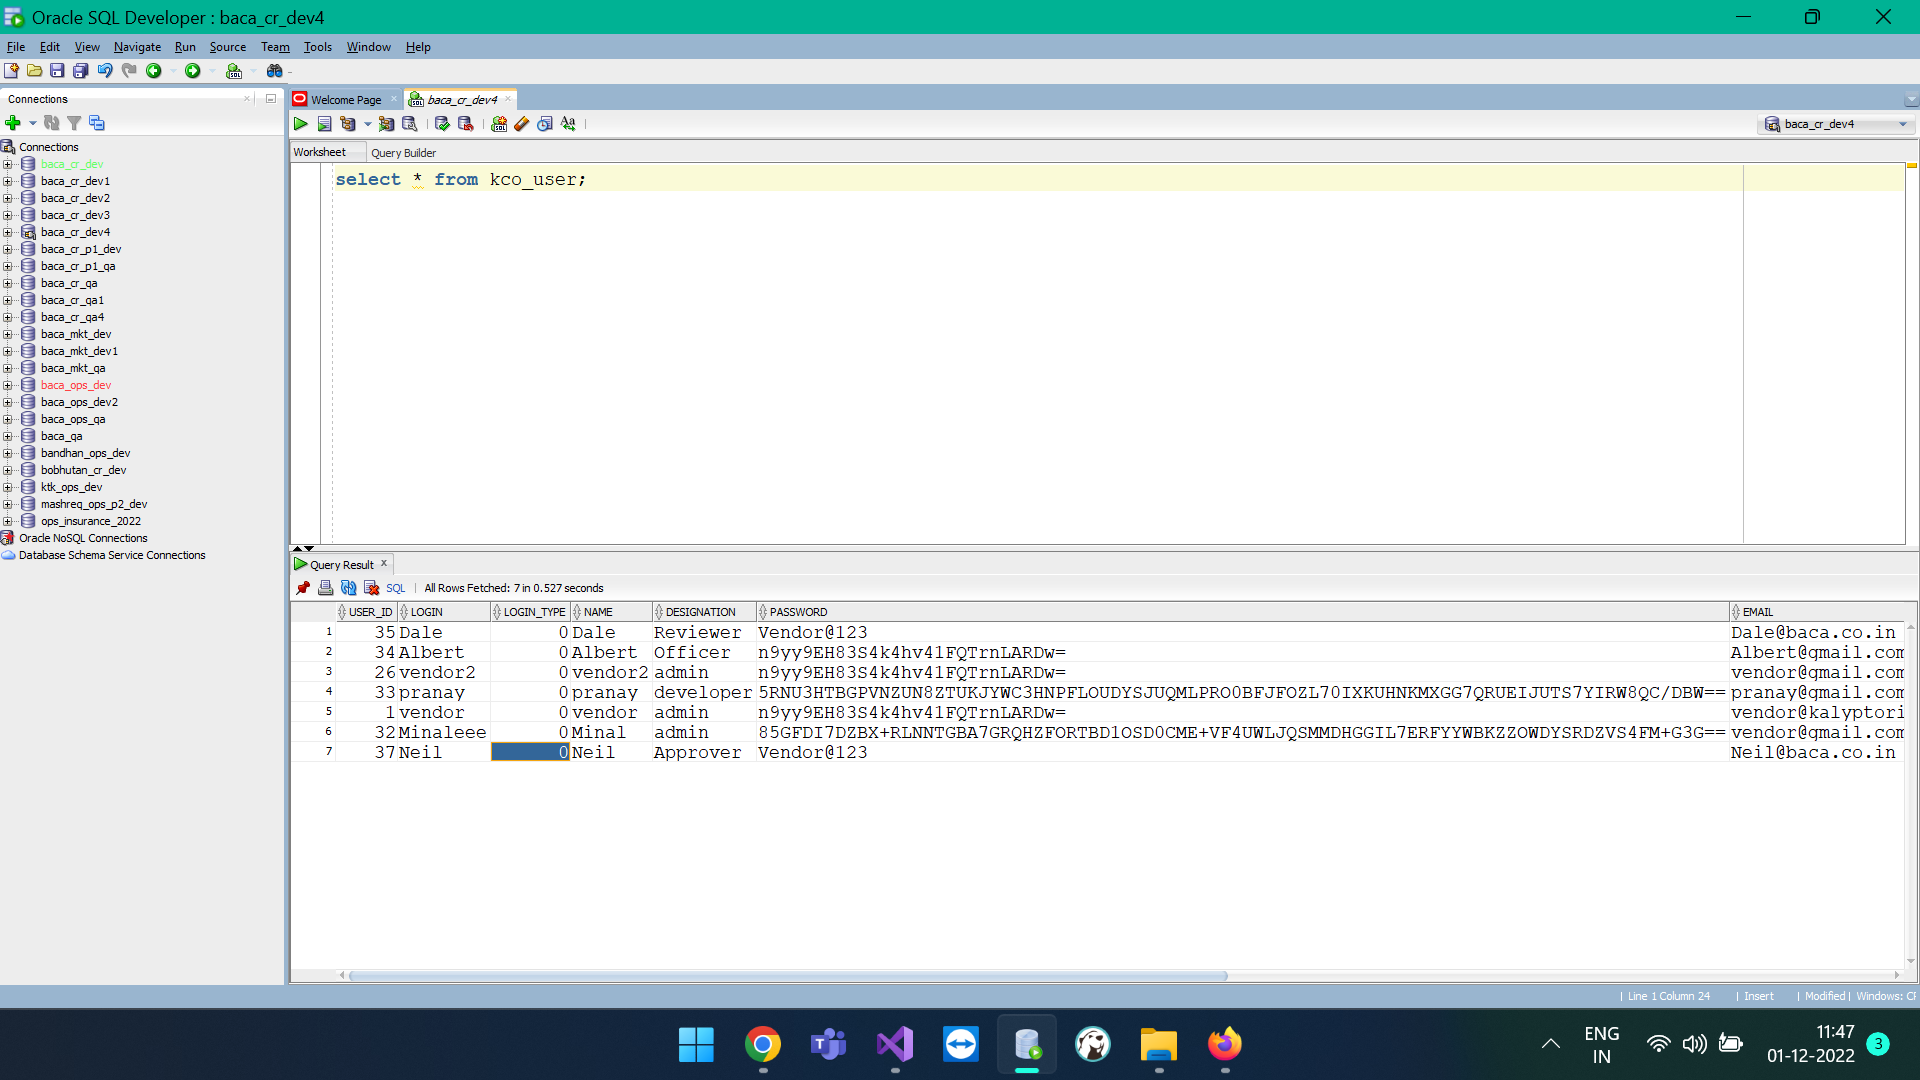 Oracle SQL Developer : baca_cr_dev4
File Edit View Navigate Run Source Team Tools Window Help
Connections
Welcome Page
baca_cr_dev4
baca_cr_dev4
Connections
baca_cr_dev
baca_cr_dev1
baca_cr_dev2
baca_cr_dev3
baca_cr_dev4
baca_cr_p1_dev
baca_cr_p1_qa
baca_cr_qa
baca_cr_qa1
baca_cr_qa4
baca_mkt_dev
baca_mkt_dev1
baca_mkt_qa
baca_ops_dev
baca_ops_dev2
baca_ops_qa
baca_qa
bandhan_ops_dev
bobhutan_cr_dev
ktk_ops_dev
mashreq_ops_p2_dev
ops_insurance_2022
Oracle NoSQL Connections
Database Schema Service Connections
Worksheet Query Builder
select * from kco_user;
Query Result
SQL | All Rows Fetched: 7 in 0.527 seconds
USER_ID LOGIN LOGIN_TYPE NAME DESIGNATION PASSWORD EMAIL
1 35 Dale 0 Dale Reviewer Vendor@123 Dale@baca.co.in
2 34 Albert 0 Albert Officer n9yy9EH83S4k4hv41FQTrnLARDw= Albert@gmail.com
3 26 vendor2 0 vendor2 admin n9yy9EH83S4k4hv41FQTrnLARDw= vendor@gmail.com
4 33 pranay 0 pranay developer 5RNU3HTBGPVNZUN8ZTUKJYWC3HNPFLOUDYSJUQMLPRO0BFJFOZL70IXKUHNKMXGG7QRUEIJUTS7YIRW8QC/DBW== pranay@gmail.com
5 1 vendor 0 vendor admin n9yy9EH83S4k4hv41FQTrnLARDw= vendor@kalyptori
6 32 Minaleee 0 Minal admin 85GFDI7DZBX+RLNNTGBA7GRQHZFORTBD1OSD0CME+VF4UWLJQSMMDHGGIL7ERFYYWBKZZOWDYSRDZVS4FM+G3G== vendor@gmail.com
7 37 Neil 0 Neil Approver Vendor@123 Neil@baca.co.in
| Line 1 Column 24 | Insert | Modified | Windows: CF
ENG
IN
11:47
01-12-2022
3